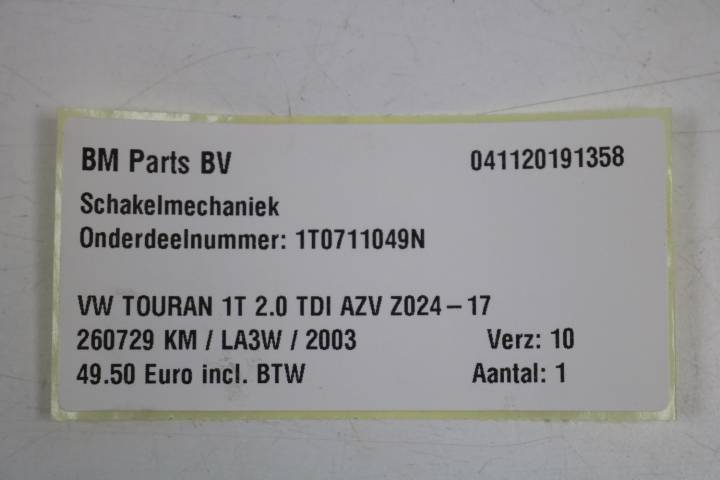 BM Parts BV 041120191358
Schakelmechaniek
Onderdeelnummer: 1T0711049N
VW TOURAN 1T 2.0 TDI AZV Z024-17
260729 KM / LA3W / 2003 Verz: 10
49.50 Euro incl. BTW Aantal: 1